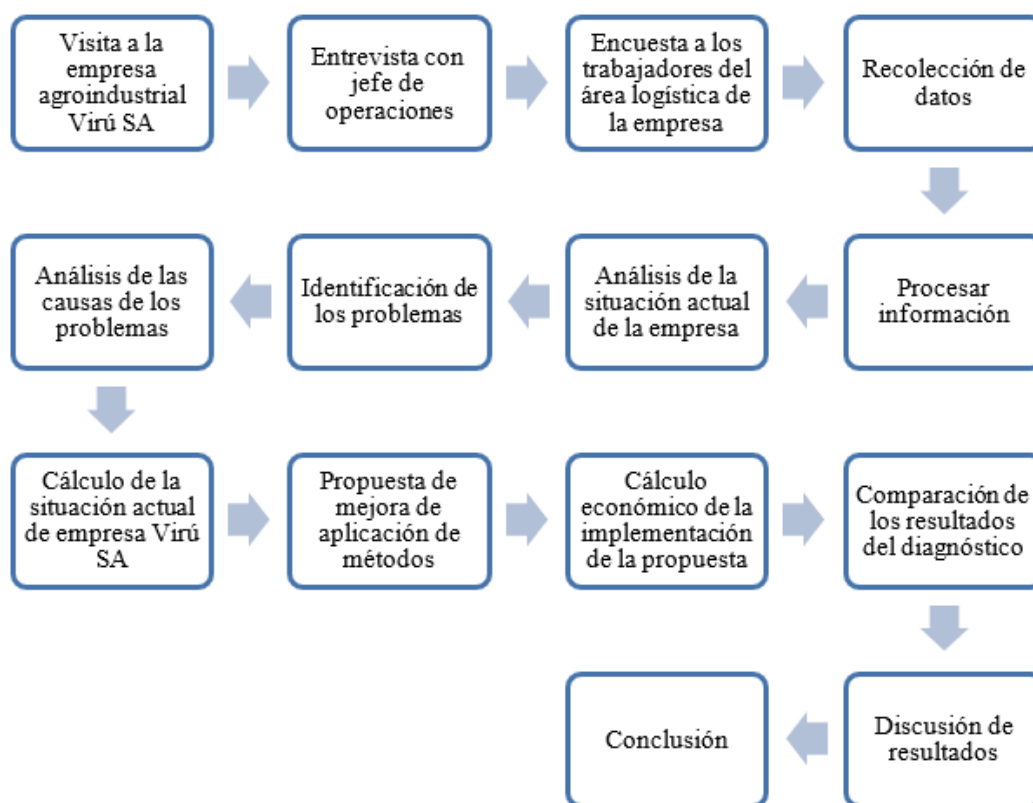 Visita a la
empresa
agroindustrial
Virú SA
Entrevista con
jefe de
operaciones
Encuesta a los
trabajadores del
área logística de
la empresa
Recolección de
datos
Procesar
información
Análisis de la
situación actual
de la empresa
Identificación de
los problemas
Análisis de las
causas de los
problemas
Cálculo de la
situación actual
de empresa Virú
SA
Propuesta de
mejora de
aplicación de
métodos
Cálculo
económico de la
implementación
de la propuesta
Comparación de
los resultados
del diagnóstico
Discusión de
resultados
Conclusión